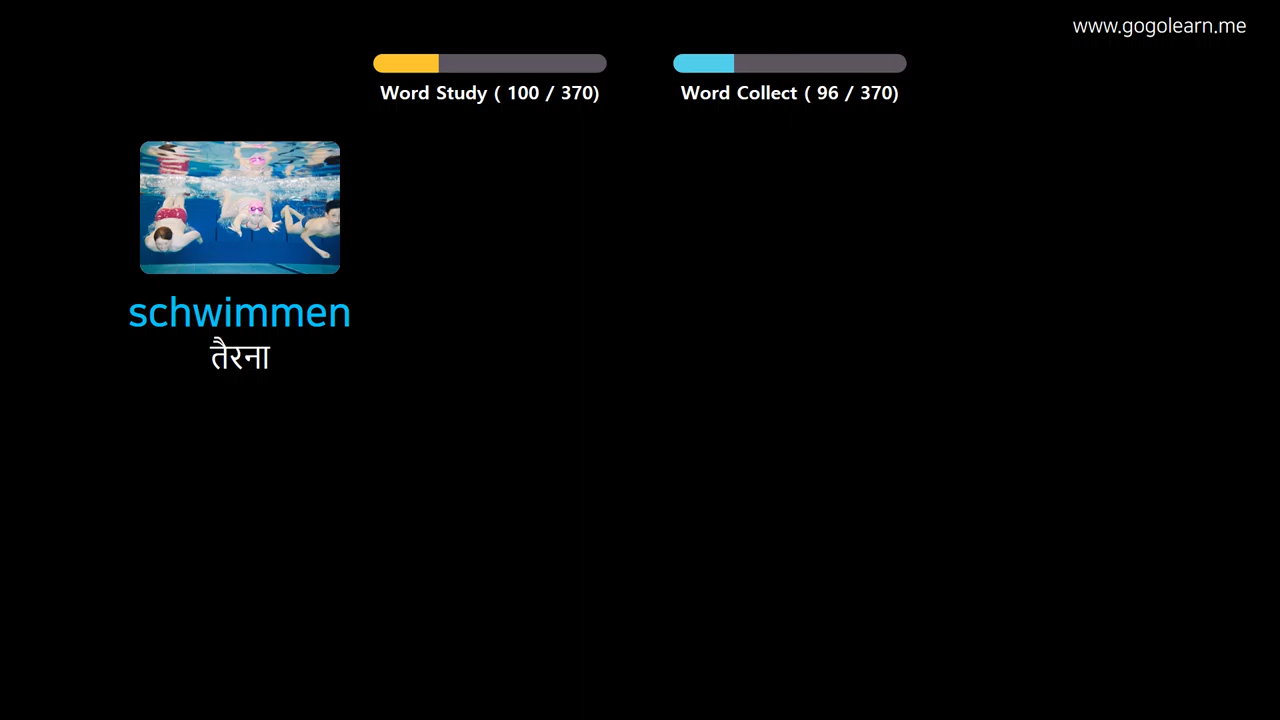 www.gogolearn.me
Word Study ( 100 / 370)
Word Collect ( 96 / 370)
schwimmen
तैरना